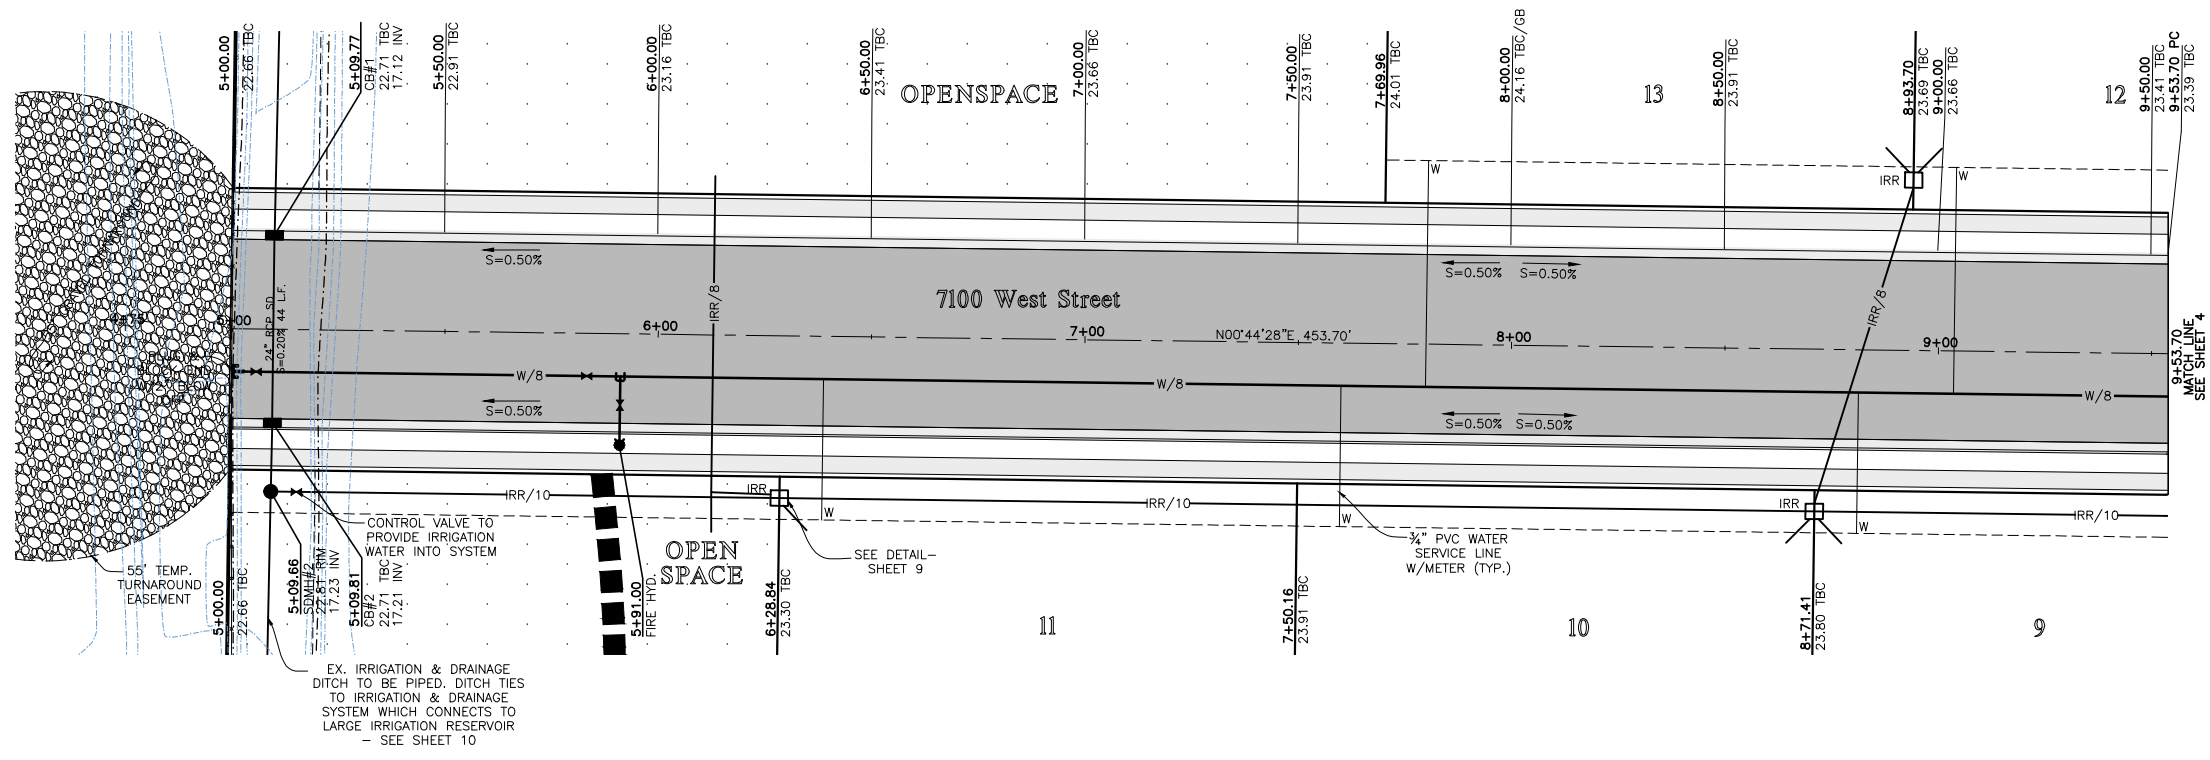 5+00.00
22.66 TBC
5+09.77
CB#1
22.71 TBC
17.12 INV
5+50.00
22.91 TBC
6+00.00
23.16 TBC
6+50.00
23.41 TBC
OPENSPACE
7+00.00
23.66 TBC
7+50.00
23.91 TBC
7+69.96
24.01 TBC
8+00.00
24.16 TBC/GB
13
8+50.00
23.91 TBC
8+93.70
23.69 TBC
9+00.00
23.66 TBC
12
9+50.00
23.41 TBC
9+53.70 PC
23.39 TBC
W
IRR
W
S=0.50%
S=0.50%
S=0.50%
7100 West Street
IRR/8
IRR/8
24" RCP SD
S=0.20% 44 L.F.
5+00
6+00
7+00
N00°44'28"E 453.70'
8+00
9+00
9+53.70
MATCH LINE
SEE SHEET 4
W/8
W/8
W/8
S=0.50%
S=0.50%
S=0.50%
IRR/10
IRR
IRR/10
IRR
IRR/10
W
W
W
CONTROL VALVE TO
PROVIDE IRRIGATION
WATER INTO SYSTEM
OPEN
SPACE
SEE DETAIL-
SHEET 9
3/4" PVC WATER
SERVICE LINE
W/METER (TYP.)
55' TEMP.
TURNAROUND
EASEMENT
5+00.00
22.66 TBC
5+09.66
SDMH#2
22.81 RIM
17.23 INV
5+09.81
CB#2
22.71 TBC
17.21 INV
5+91.00
FIRE HYD.
6+28.84
23.30 TBC
11
7+50.16
23.91 TBC
10
8+71.41
23.80 TBC
9
EX. IRRIGATION & DRAINAGE
DITCH TO BE PIPED. DITCH TIES
TO IRRIGATION & DRAINAGE
SYSTEM WHICH CONNECTS TO
LARGE IRRIGATION RESERVOIR
- SEE SHEET 10